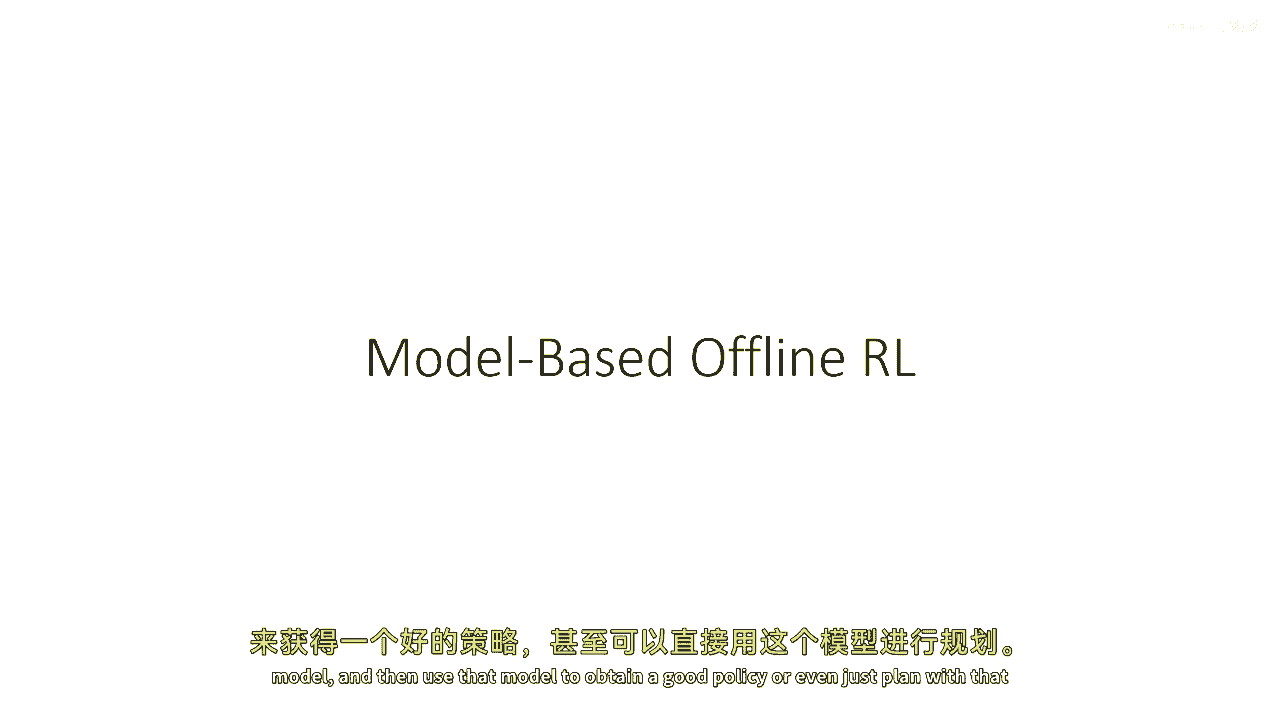 Model-Based Offline RL
来获得一个好的策略，甚至可以直接用这个模型进行规划。
model, and then use that model to obtain a good policy or even just plan with that